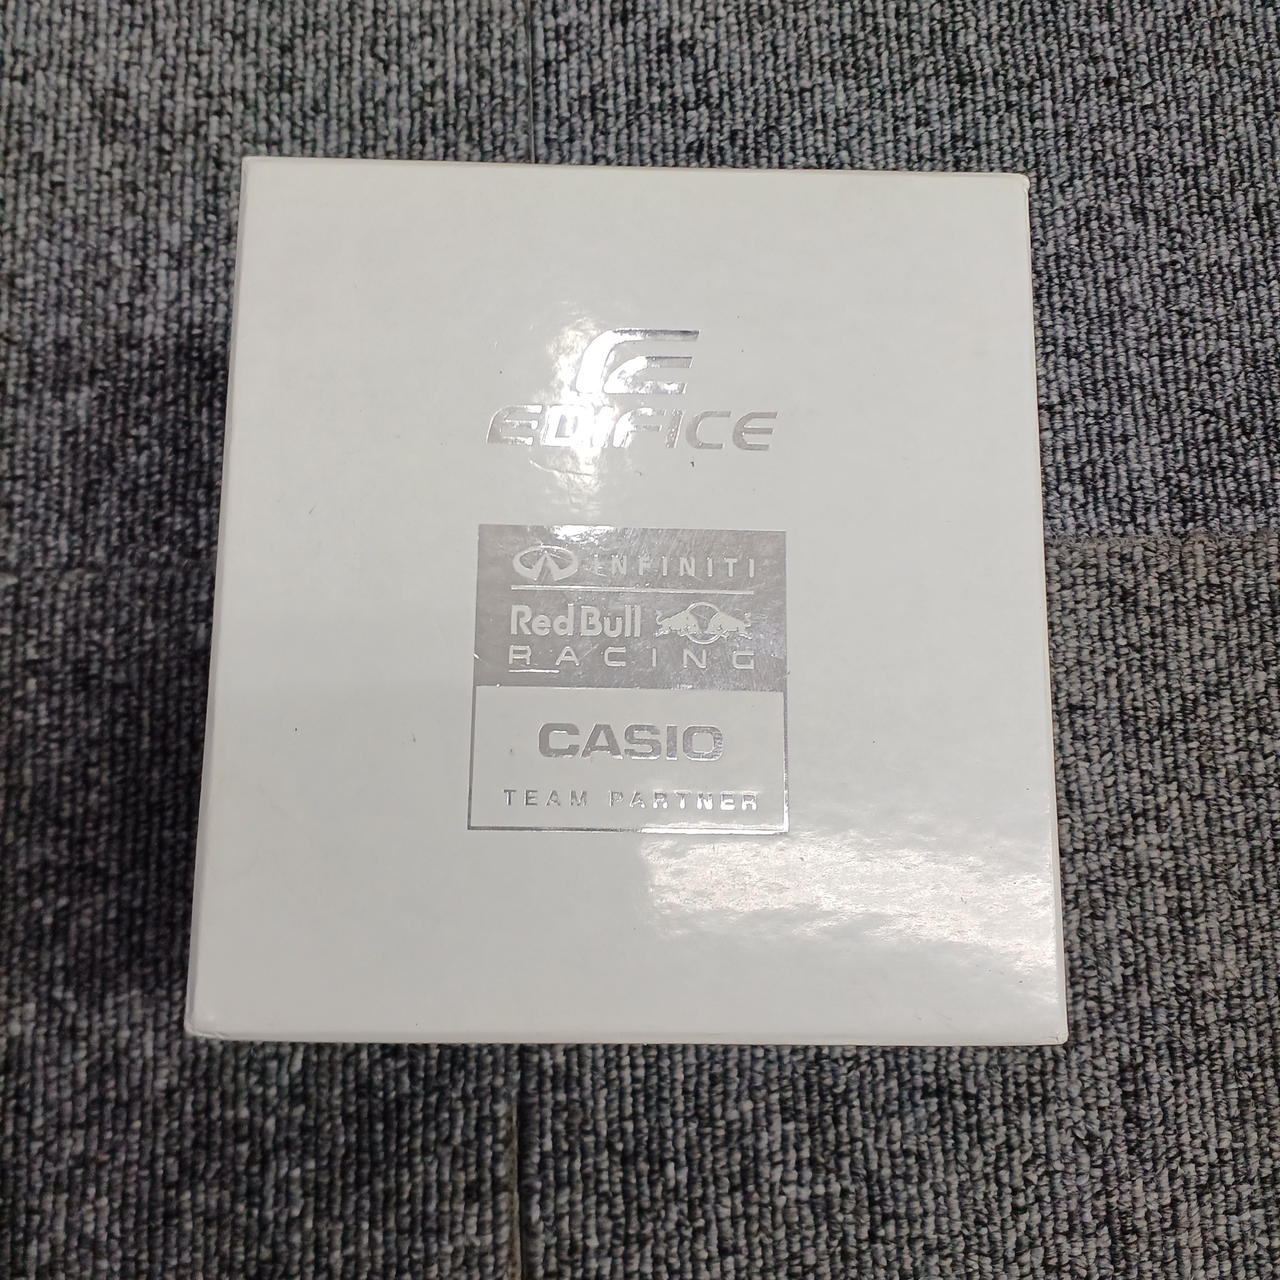 EDIFICE
INFINITI
Red Bull
RACING
CASIO
TEAM PARTNER